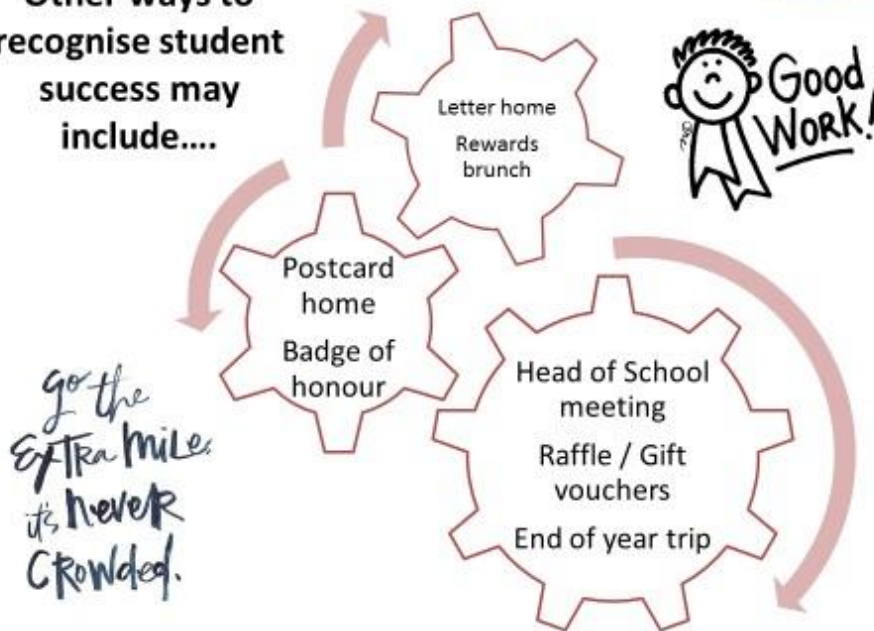 Other ways to
recognise student
success may
include....
Letter home
Rewards
brunch
Good
Work!
Postcard
home
Badge of
honour
Head of School
meeting
Raffle / Gift
vouchers
End of year trip
go the
Extra mile.
it's never
crowded.